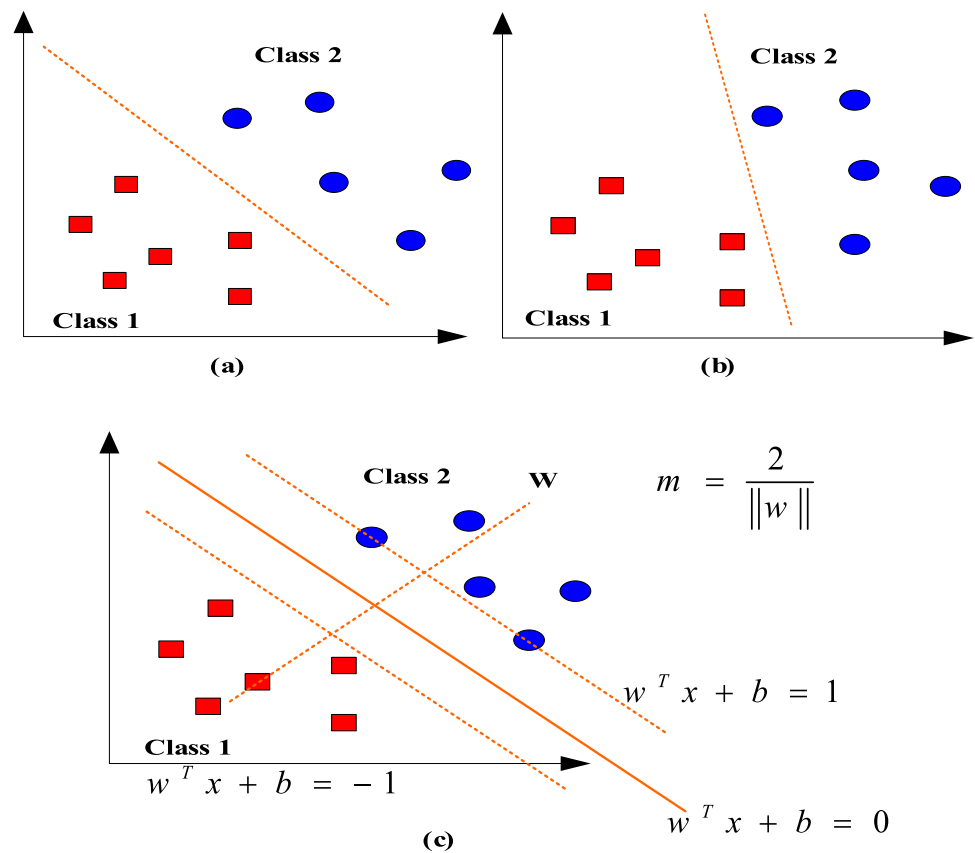 Class 2
Class 1
(a)
Class 2
Class 1
(b)
Class 2
w
m = 2 / ||w||
w^T x + b = 1
Class 1
w^T x + b = − 1
w^T x + b = 0
(c)